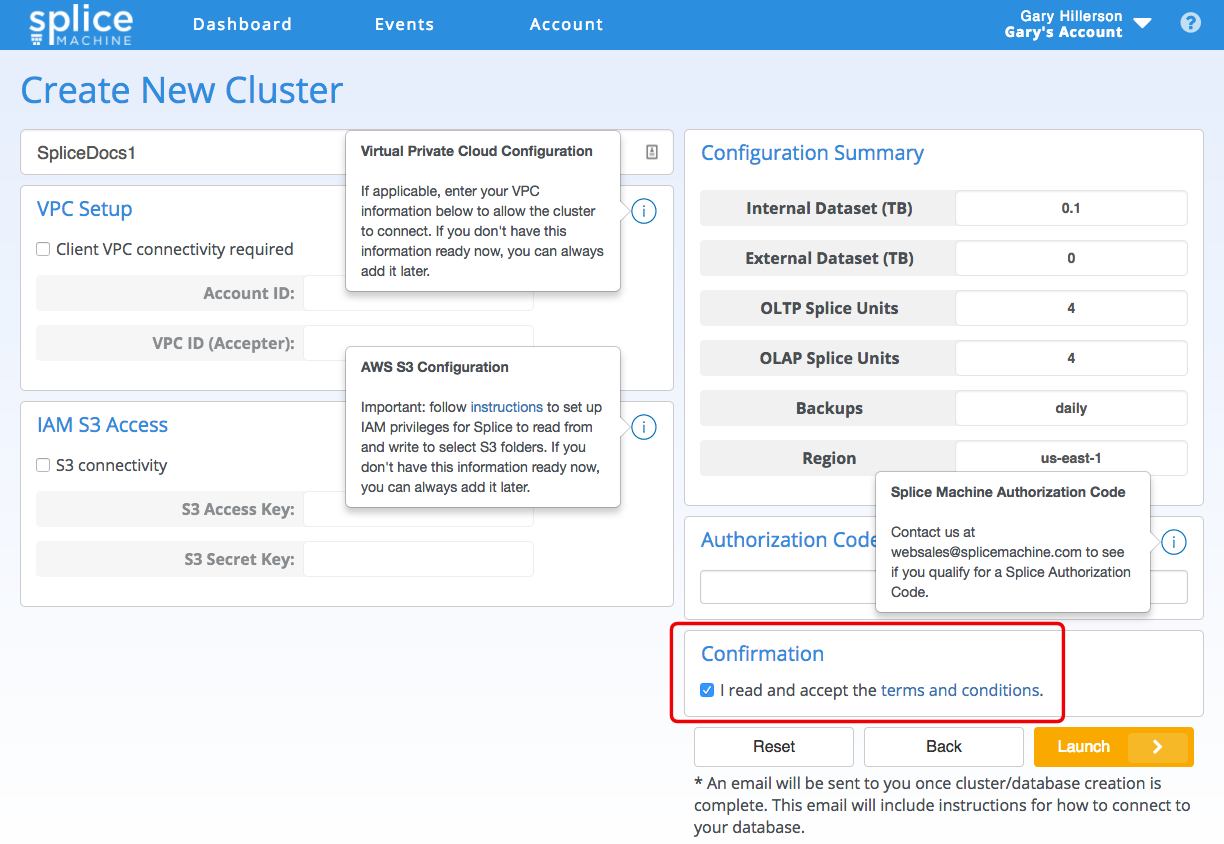 splice
MACHINE
Dashboard
Events
Account
Gary Hillerson
Gary's Account
?
Create New Cluster
SpliceDocs1
VPC Setup
Client VPC connectivity required
Account ID:
VPC ID (Accepter):
Virtual Private Cloud Configuration
If applicable, enter your VPC
information below to allow the cluster
to connect. If you don't have this
information ready now, you can always
add it later.
i
IAM S3 Access
S3 connectivity
S3 Access Key:
S3 Secret Key:
AWS S3 Configuration
Important: follow instructions to set up
IAM privileges for Splice to read from
and write to select S3 folders. If you
don't have this information ready now,
you can always add it later.
i
Configuration Summary
Internal Dataset (TB) 0.1
External Dataset (TB) 0
OLTP Splice Units 4
OLAP Splice Units 4
Backups daily
Region us-east-1
Authorization Code
Splice Machine Authorization Code
Contact us at
websales@splicemachine.com to see
if you qualify for a Splice Authorization
Code.
i
Confirmation
I read and accept the terms and conditions.
Reset
Back
Launch
* An email will be sent to you once cluster/database creation is
complete. This email will include instructions for how to connect to
your database.